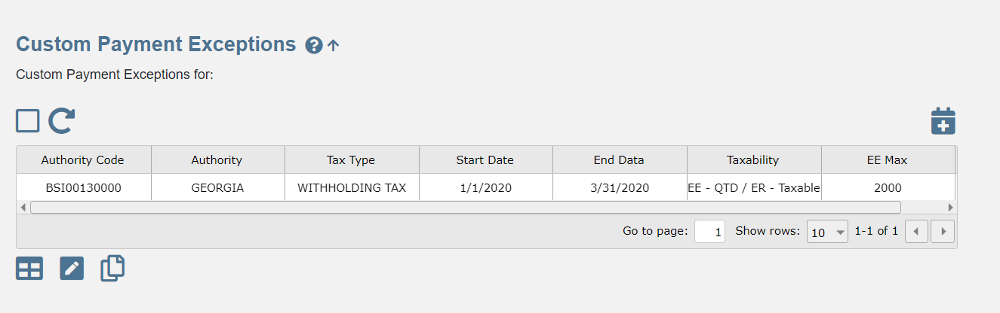 Custom Payment Exceptions
Custom Payment Exceptions for:
Authority Code Authority Tax Type Start Date End Data Taxability EE Max
BSI00130000 GEORGIA WITHHOLDING TAX 1/1/2020 3/31/2020 EE - QTD / ER - Taxable 2000
Go to page: 1 Show rows: 10 1-1 of 1